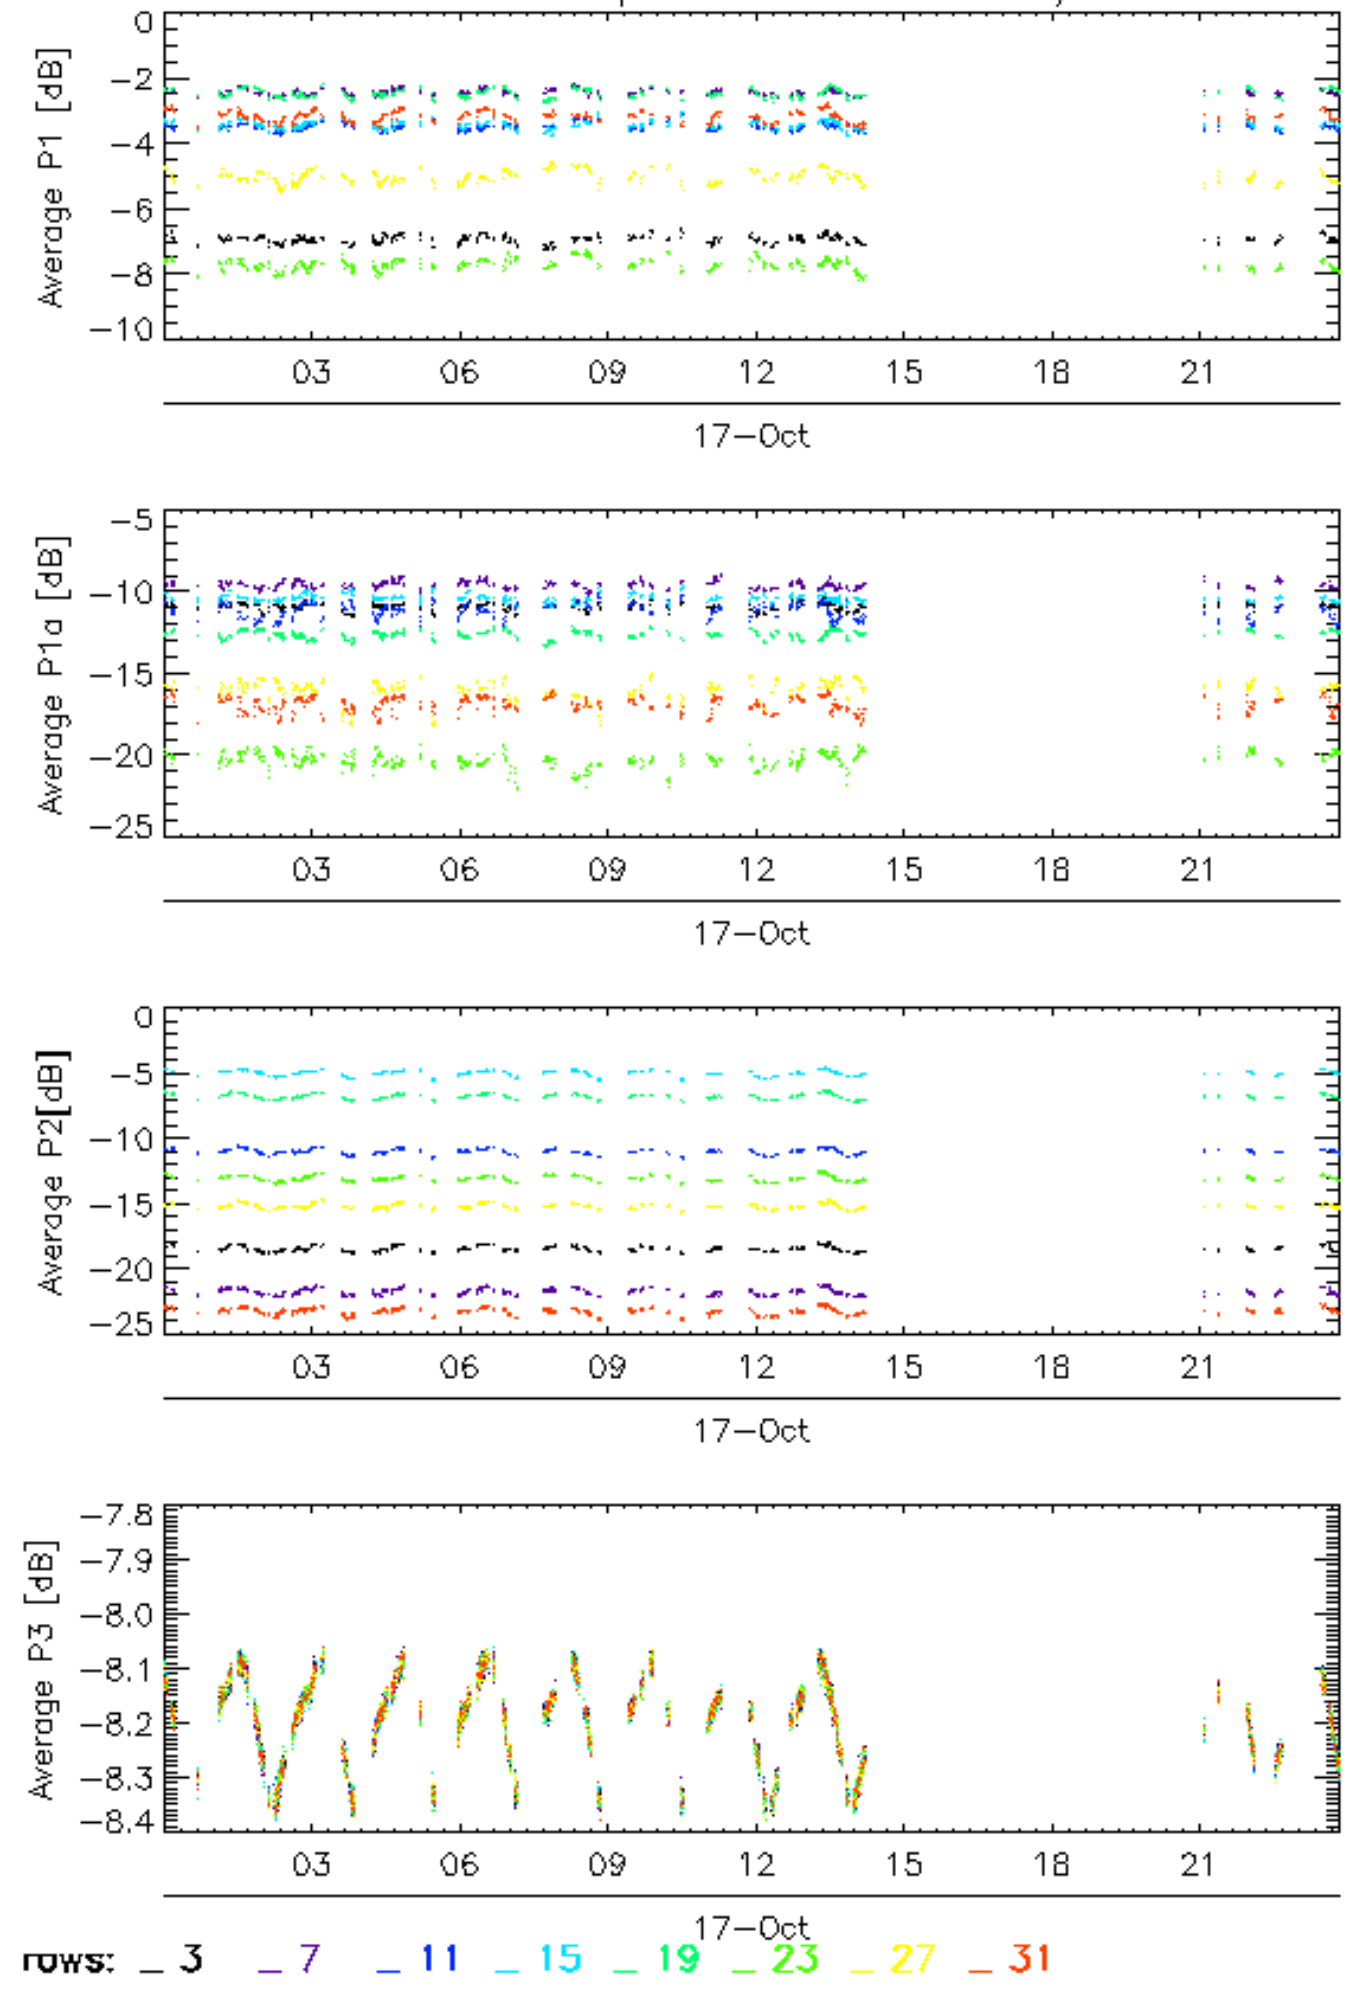 0
−2
−4
−6
−8
−10
Average P1 [dB]
03 06 09 12 15 18 21
17−Oct
−5
−10
−15
−20
−25
Average P1a [dB]
03 06 09 12 15 18 21
17−Oct
0
−5
−10
−15
−20
−25
Average P2[dB]
03 06 09 12 15 18 21
17−Oct
−7.8
−7.9
−8.0
−8.1
−8.2
−8.3
−8.4
Average P3 [dB]
03 06 09 12 15 18 21
17−Oct
rows: _ 3 _ 7 _ 11 _ 15 _ 19 _ 23 _ 27 _ 31